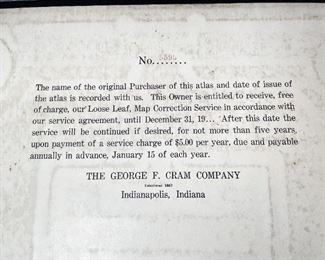 No. 5595
The name of the original Purchaser of this atlas and date of issue
of the atlas is recorded with us. This Owner is entitled to receive, free
of charge, our Loose Leaf, Map Correction Service in accordance with
our service agreement, until December 31, 19... After this date the
service will be continued if desired, for not more than five years,
upon payment of a service charge of $5.00 per year, due and payable
annually in advance, January 15 of each year.
THE GEORGE F. CRAM COMPANY
Established 1867
Indianapolis, Indiana